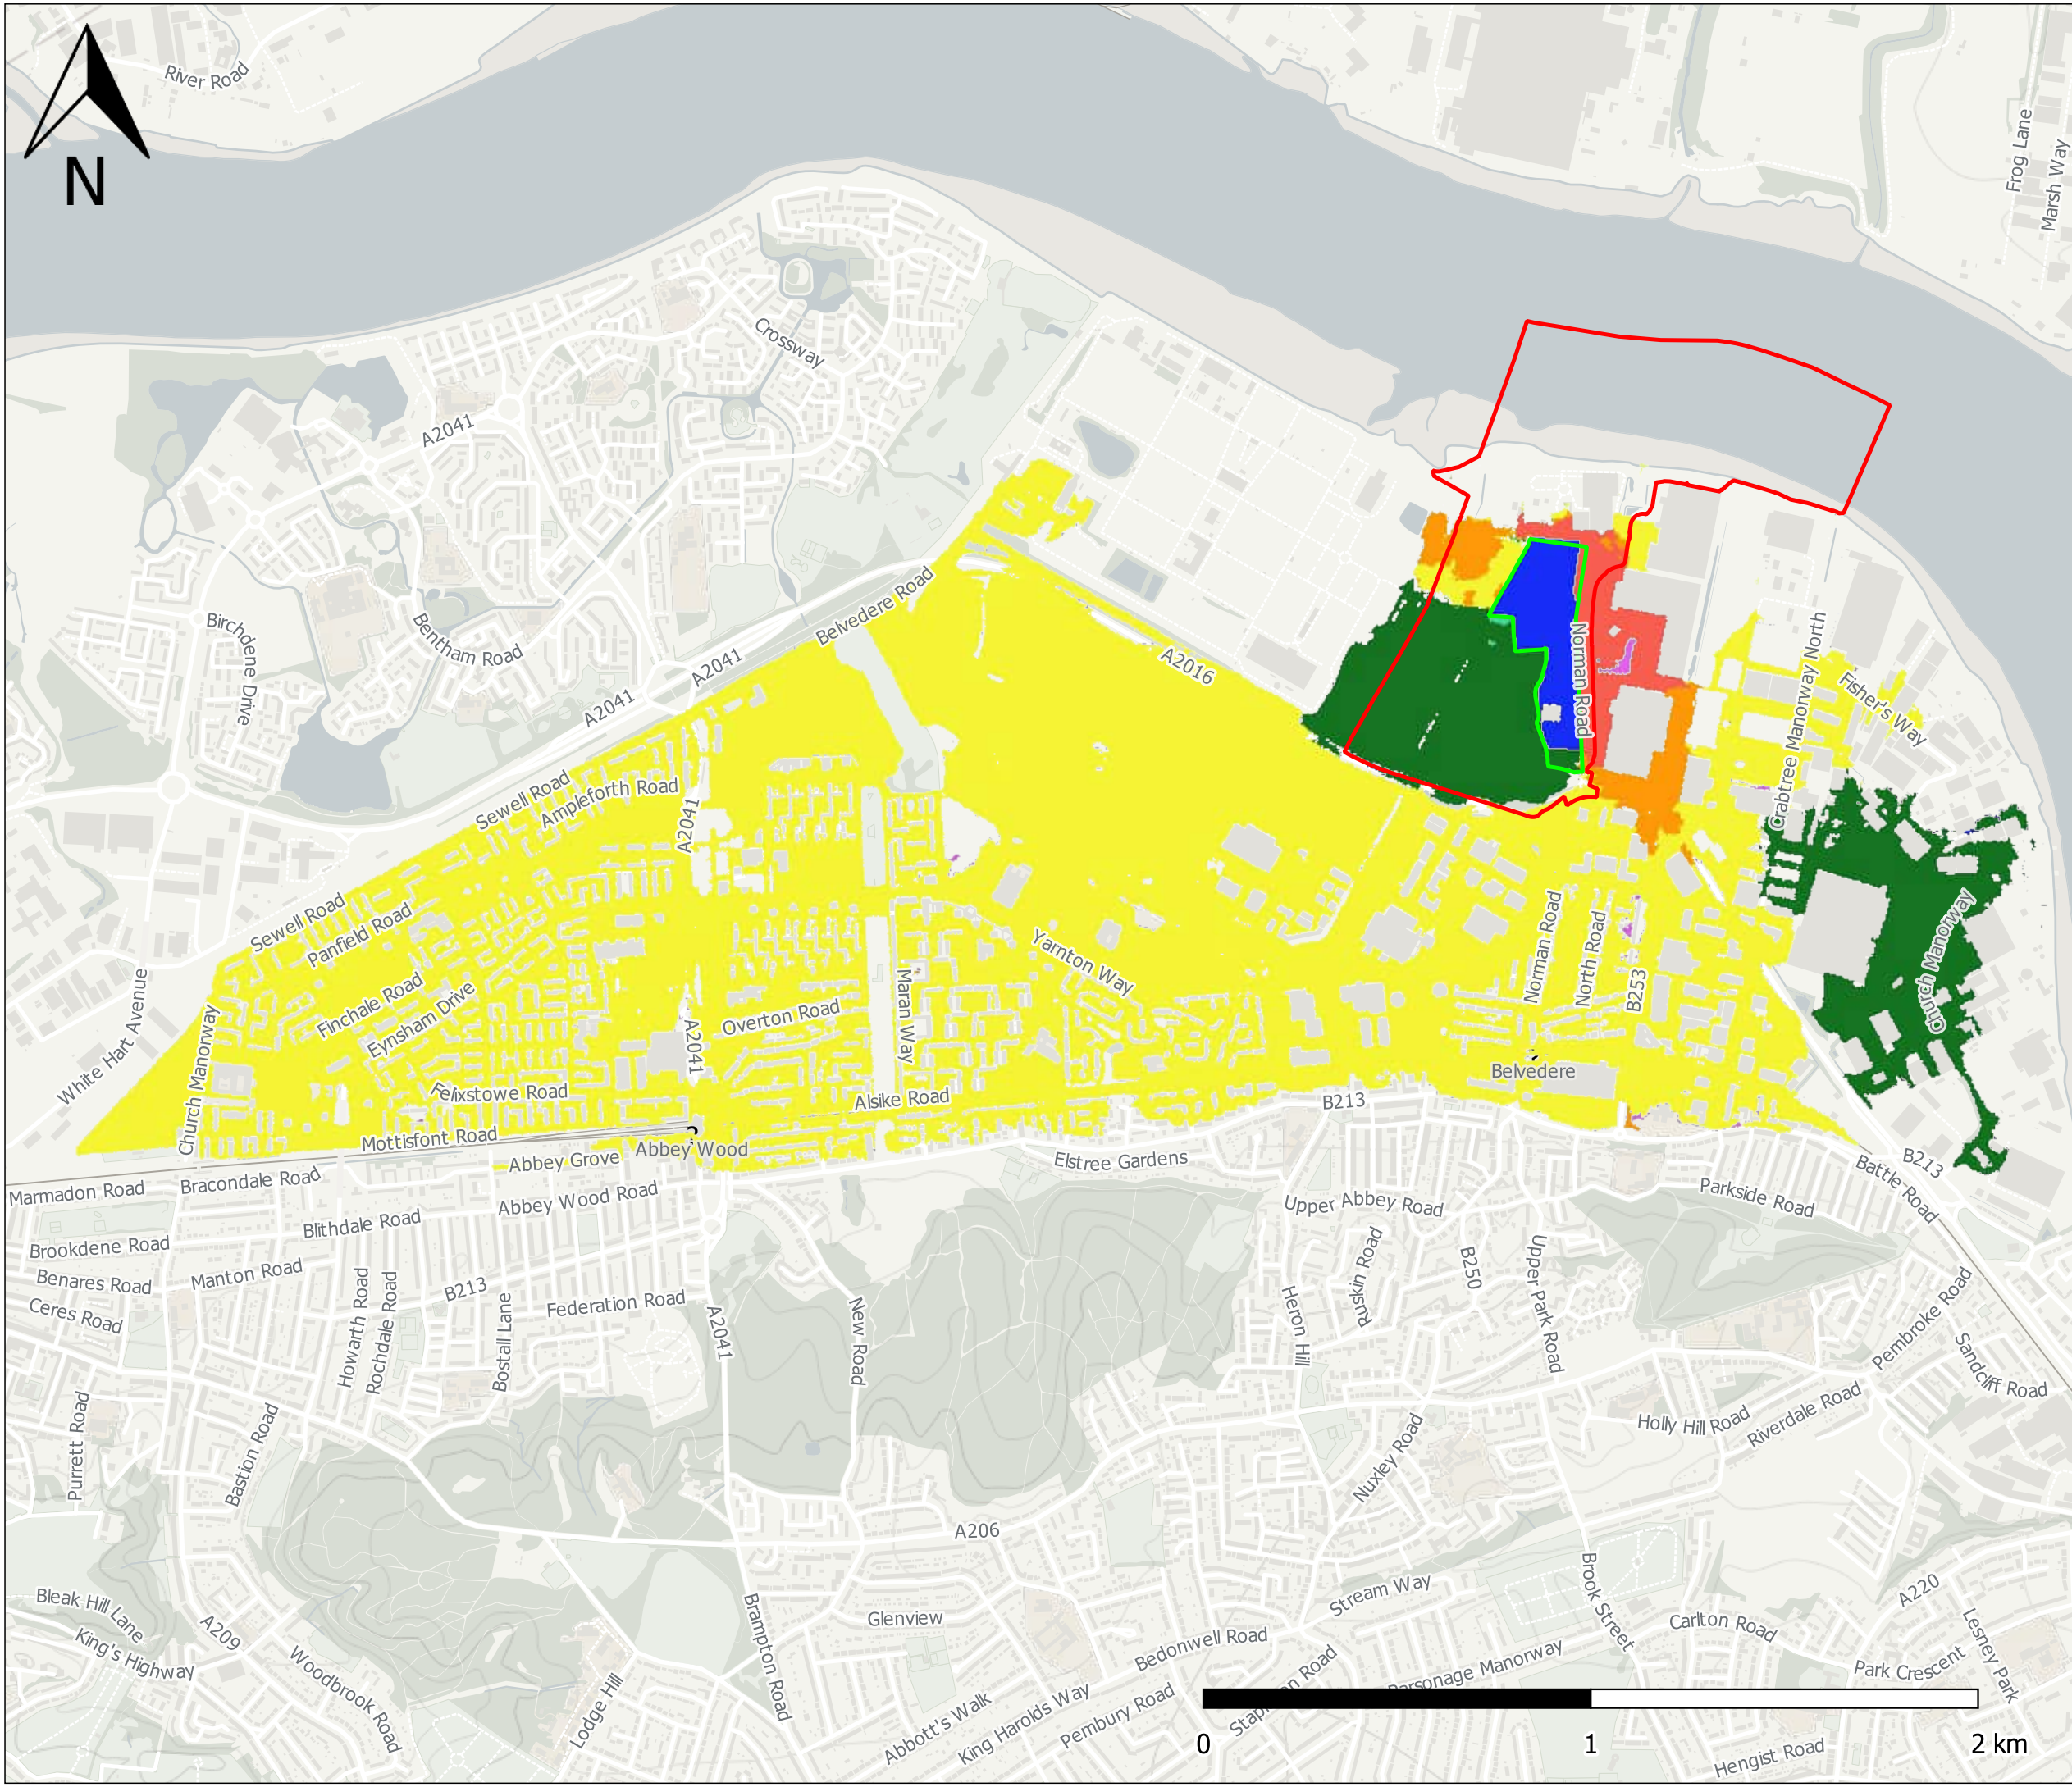 River Road
Frog Lane
Marsh Way
N
Crossway
A2041
Birchdene Drive
Bentham Road
Belvedere Road
A2041
A2041
A2016
Norman Road
Crabtree Manorway North
Fisher's Way
Sewell Road
Ampleforth Road
A2041
Sewell Road
Panfield Road
Yarnton Way
Norman Road
North Road
B253
Church Manorway
White Hart Avenue
Church Manorway
Finchale Road
Eynsham Drive
Overton Road
A2041
Maran Way
Felixstowe Road
Alsike Road
Belvedere
B213
Mottisfont Road
Abbey Wood
Abbey Grove
Elstree Gardens
B213
Battle Road
Marmadon Road
Bracondale Road
Abbey Wood Road
Upper Abbey Road
Parkside Road
Blithdale Road
Brookdene Road
Benares Road
Manton Road
Ceres Road
Howarth Road
Rochdale Road
B213
Bostall Lane
Federation Road
A2041
New Road
Heron Hill
Ruskin Road
B250
Upper Park Road
Pembroke Road
Sandcliff Road
Purrett Road
Bastion Road
Nuxley Road
Holly Hill Road
Riverdale Road
A206
Bleak Hill Lane
King's Highway
A209
Woodbrook Road
Lodge Hill
Brampton Road
Glenview
Stream Way
Brook Street
Carlton Road
A220
Lesney Park
Park Crescent
Bedonwell Road
Parsonage Manorway
Abbott's Walk
King Harolds Way
Pembury Road
Hengist Road
0
1
2 km